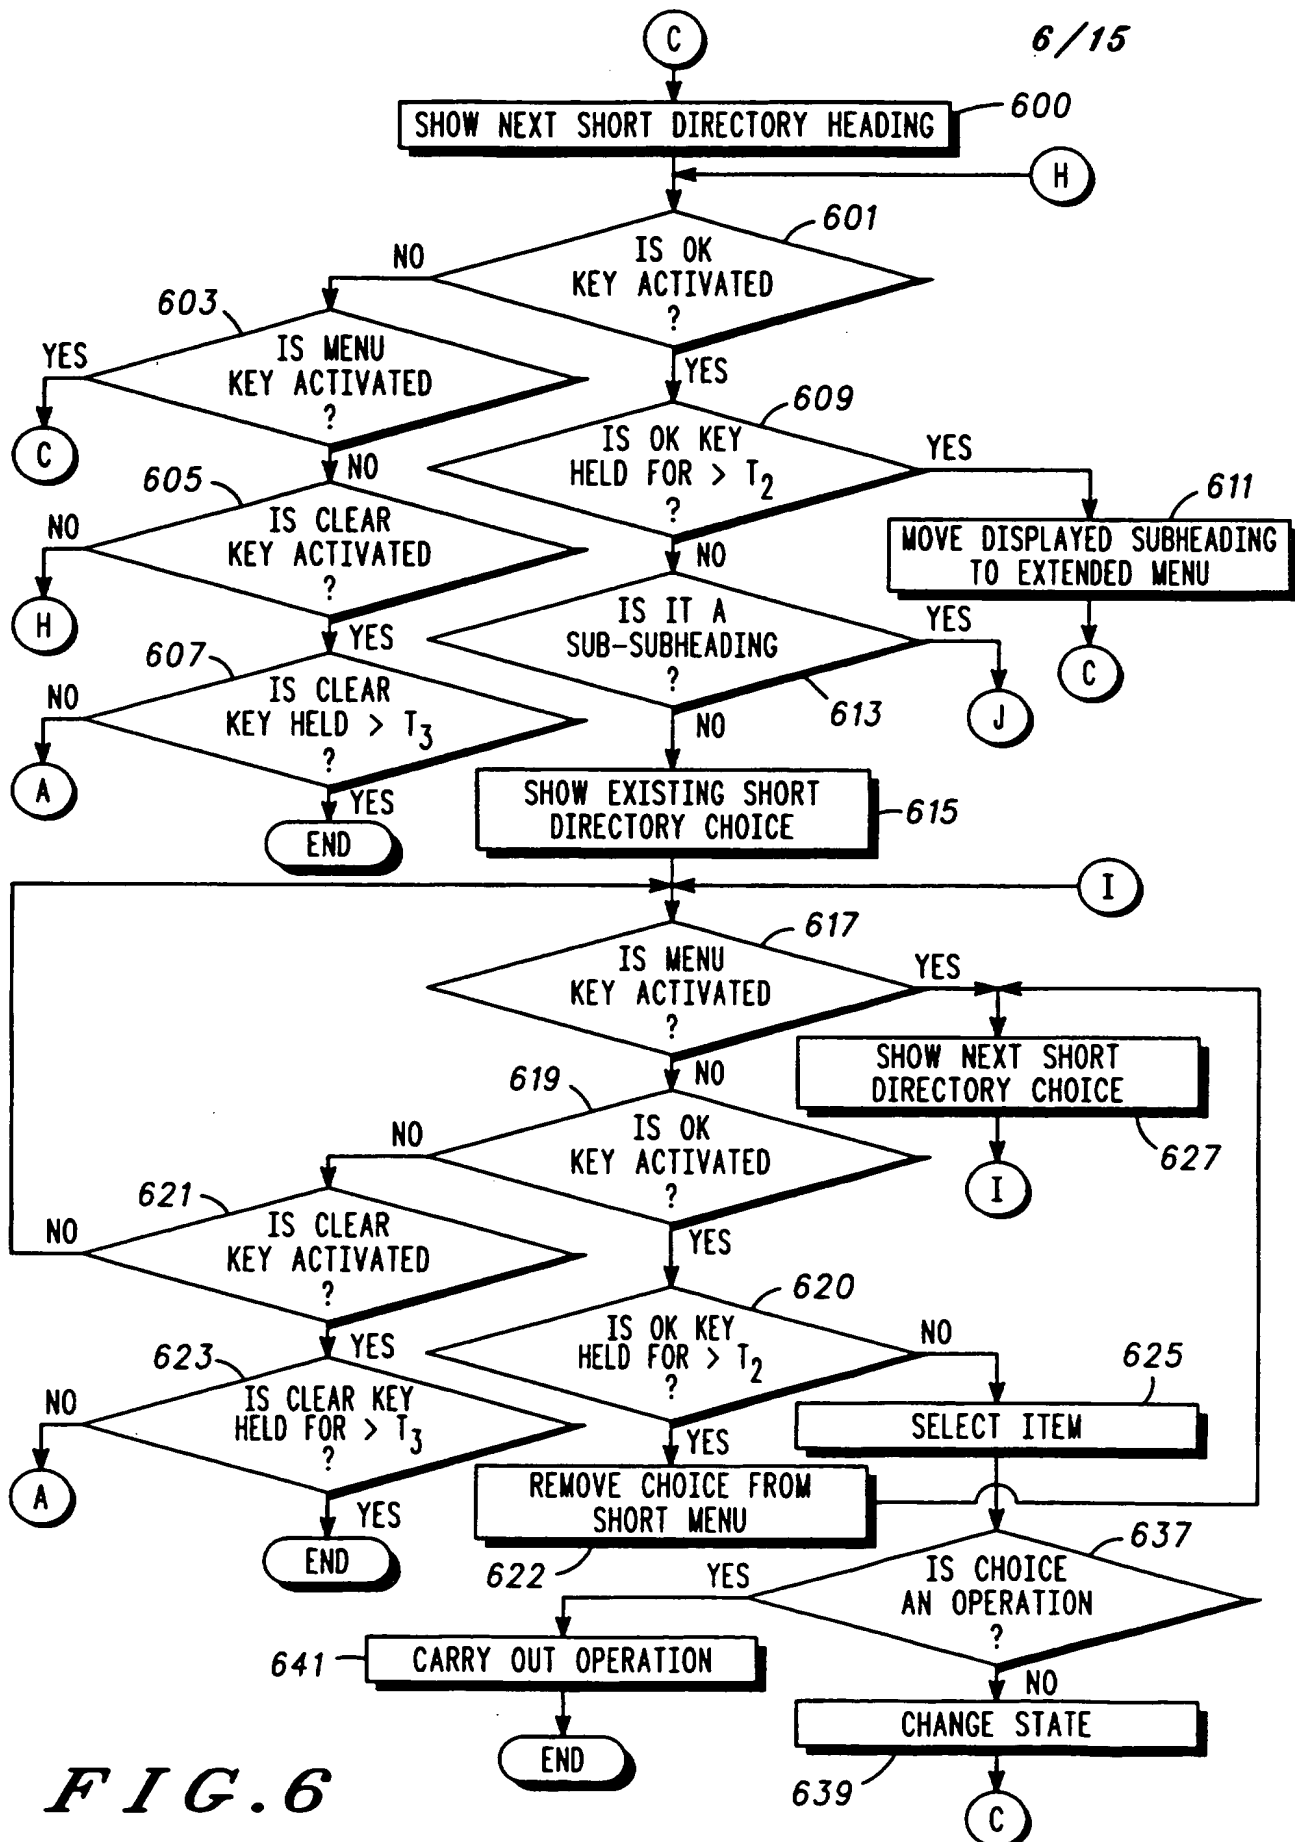 C
6/15
SHOW NEXT SHORT DIRECTORY HEADING
600
H
601
IS OK
KEY ACTIVATED
?
NO
YES
603
IS MENU
KEY ACTIVATED
?
YES
C
NO
609
IS OK KEY
HELD FOR > T2
?
YES
NO
611
MOVE DISPLAYED SUBHEADING
TO EXTENDED MENU
C
605
IS CLEAR
KEY ACTIVATED
?
NO
H
YES
IS IT A
SUB-SUBHEADING
?
YES
613
J
NO
607
IS CLEAR
KEY HELD > T3
?
NO
A
YES
END
SHOW EXISTING SHORT
DIRECTORY CHOICE
615
I
617
IS MENU
KEY ACTIVATED
?
YES
NO
SHOW NEXT SHORT
DIRECTORY CHOICE
627
I
619
IS OK
KEY ACTIVATED
?
NO
YES
621
IS CLEAR
KEY ACTIVATED
?
NO
YES
620
IS OK KEY
HELD FOR > T2
?
NO
YES
623
IS CLEAR KEY
HELD FOR > T3
?
NO
A
YES
END
625
SELECT ITEM
REMOVE CHOICE FROM
SHORT MENU
622
637
IS CHOICE
AN OPERATION
?
YES
NO
641
CARRY OUT OPERATION
END
CHANGE STATE
639
C
FIG.6